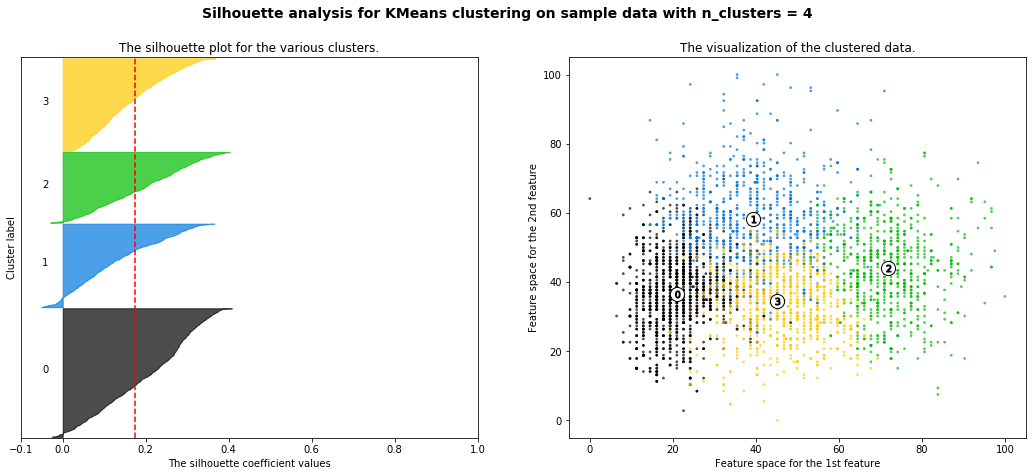 Silhouette analysis for KMeans clustering on sample data with n_clusters = 4
The silhouette plot for the various clusters.
Cluster label
3
2
1
0
−0.1 0.0 0.2 0.4 0.6 0.8 1.0
The silhouette coefficient values
The visualization of the clustered data.
Feature space for the 2nd feature
100
80
60
40
20
0
1
2
0
3
0 20 40 60 80 100
Feature space for the 1st feature